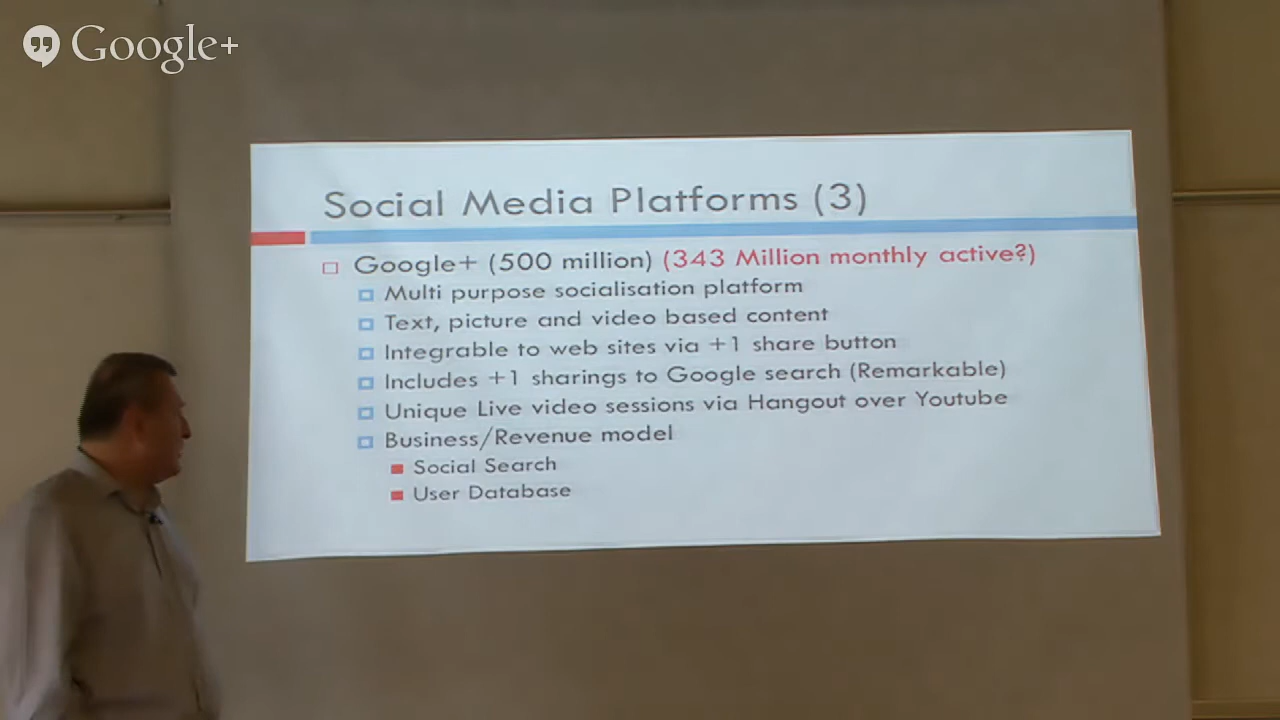 Google+
Social Media Platforms (3)
Google+ (500 million) (343 Million monthly active?)
Multi purpose socialisation platform
Text, picture and video based content
Integrable to web sites via +1 share button
Includes +1 sharings to Google search (Remarkable)
Unique Live video sessions via Hangout over Youtube
Business/Revenue model
Social Search
User Database